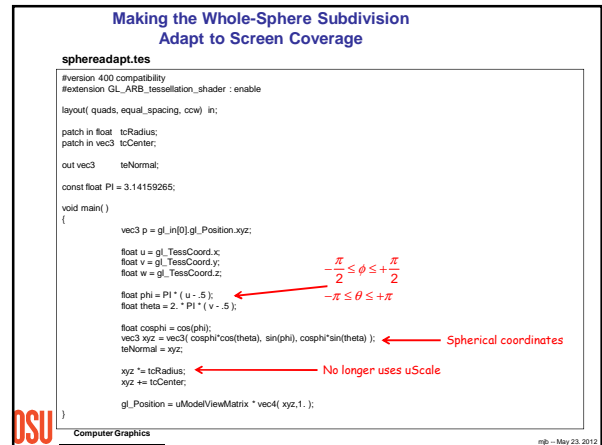 Making the Whole-Sphere Subdivision
Adapt to Screen Coverage
sphereadapt.tes
#version 400 compatibility
#extension GL_ARB_tessellation_shader : enable
layout( quads, equal_spacing, ccw) in;
patch in float tcRadius;
patch in vec3 tcCenter;
out vec3 teNormal;
const float PI = 3.14159265;
void main( )
{
vec3 p = gl_in[0].gl_Position.xyz;
float u = gl_TessCoord.x;
float v = gl_TessCoord.y;
float w = gl_TessCoord.z;
-π/2 ≤ φ ≤ +π/2
float phi = PI * ( u - .5 );
-π ≤ θ ≤ +π
float theta = 2. * PI * ( v - .5 );
float cosphi = cos(phi);
vec3 xyz = vec3( cosphi*cos(theta), sin(phi), cosphi*sin(theta) ); Spherical coordinates
teNormal = xyz;
xyz *= tcRadius; No longer uses uScale
xyz += tcCenter;
gl_Position = uModelViewMatrix * vec4( xyz,1. );
}
OSU
Computer Graphics
mjb -- May 23, 2012